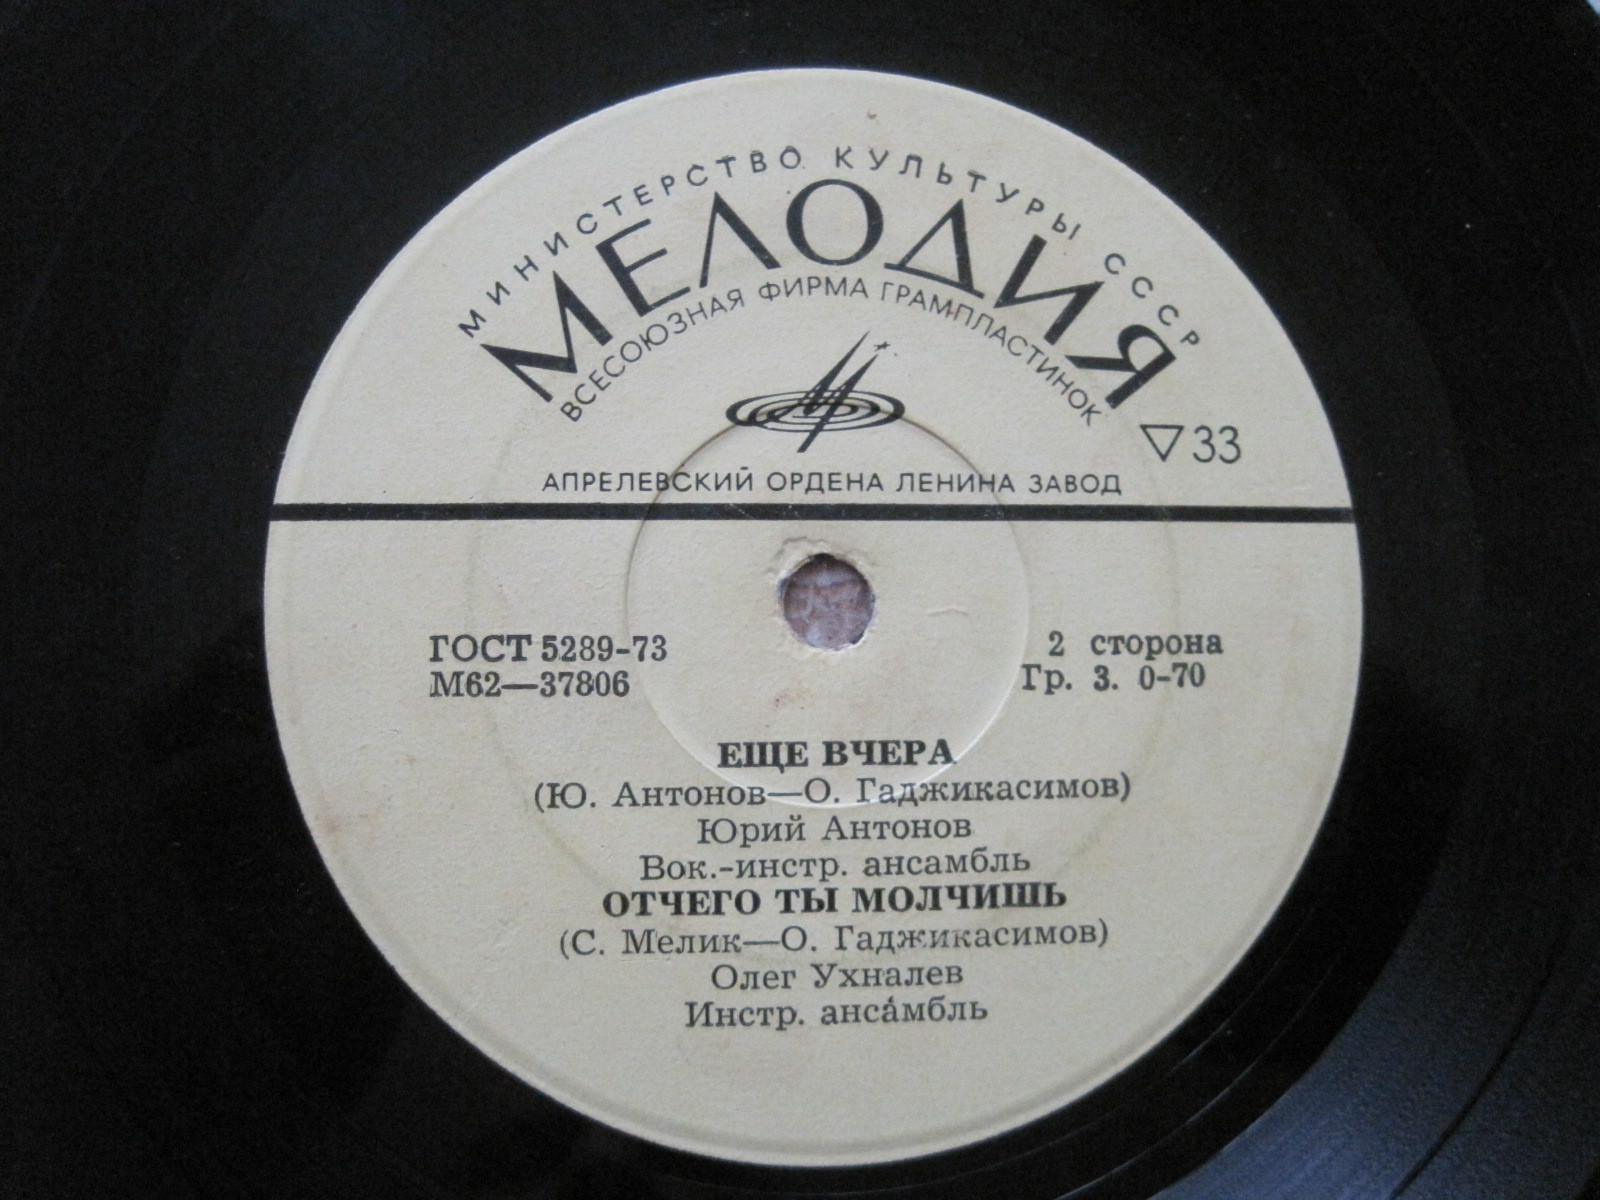 МИНИСТЕРСТВО КУЛЬТУРЫ СССР
МЕЛОДИЯ
ВСЕСОЮЗНАЯ ФИРМА ГРАМПЛАСТИНОК
33
АПРЕЛЕВСКИЙ ОРДЕНА ЛЕНИНА ЗАВОД
ГОСТ 5289-73
М62—37806
2 сторона
Гр. 3. 0-70
ЕЩЕ ВЧЕРА
(Ю. Антонов—О. Гаджикасимов)
Юрий Антонов
Вок.-инстр. ансамбль
ОТЧЕГО ТЫ МОЛЧИШЬ
(С. Мелик—О. Гаджикасимов)
Олег Ухналев
Инстр. ансамбль